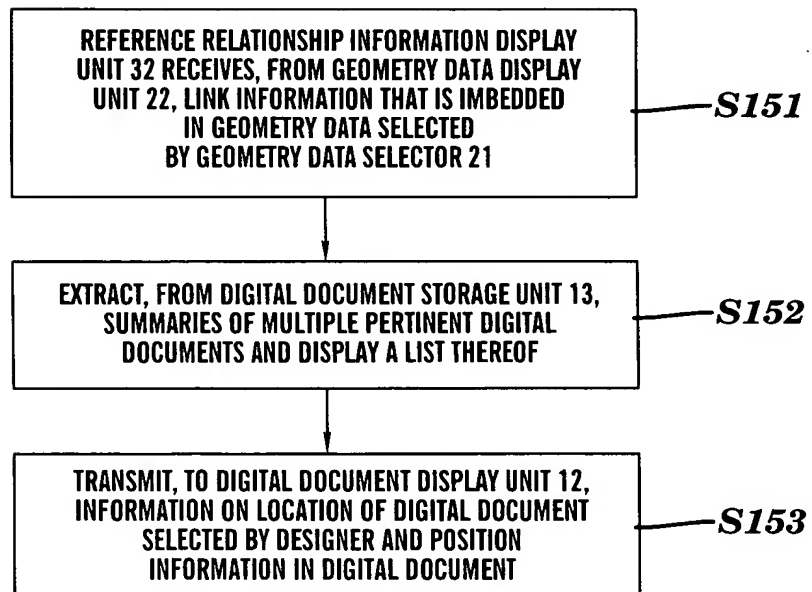 REFERENCE RELATIONSHIP INFORMATION DISPLAY
UNIT 32 RECEIVES, FROM GEOMETRY DATA DISPLAY
UNIT 22, LINK INFORMATION THAT IS IMBEDDED
IN GEOMETRY DATA SELECTED
BY GEOMETRY DATA SELECTOR 21
S151
EXTRACT, FROM DIGITAL DOCUMENT STORAGE UNIT 13,
SUMMARIES OF MULTIPLE PERTINENT DIGITAL
DOCUMENTS AND DISPLAY A LIST THEREOF
S152
TRANSMIT, TO DIGITAL DOCUMENT DISPLAY UNIT 12,
INFORMATION ON LOCATION OF DIGITAL DOCUMENT
SELECTED BY DESIGNER AND POSITION
INFORMATION IN DIGITAL DOCUMENT
S153